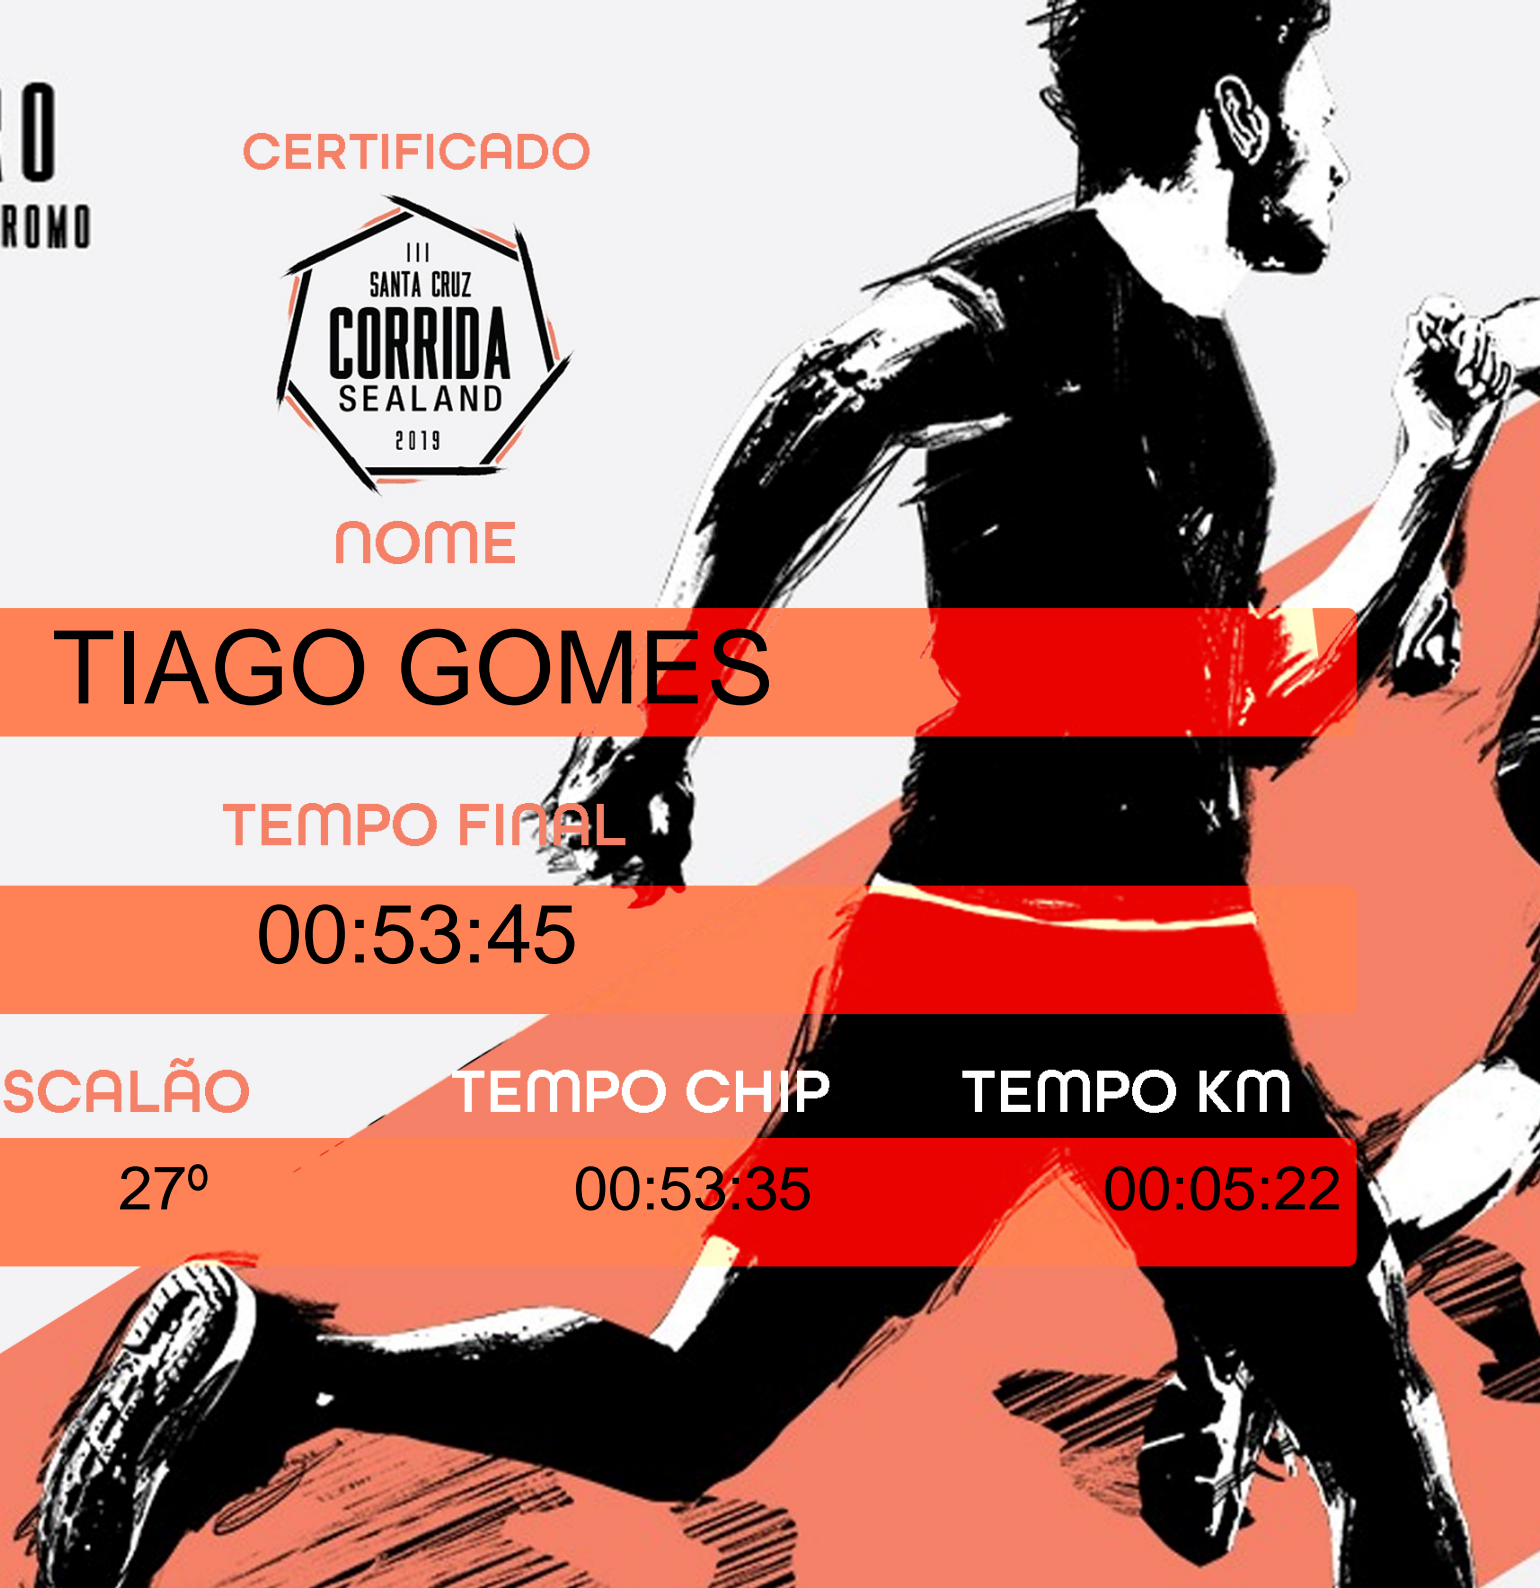 CERTIFICADO
III
SANTA CRUZ
CORRIDA
SEALAND
2019
NOME
TIAGO GOMES
TEMPO FINAL
00:53:45
SCALÃO TEMPO CHIP TEMPO KM
27º 00:53:35 00:05:22